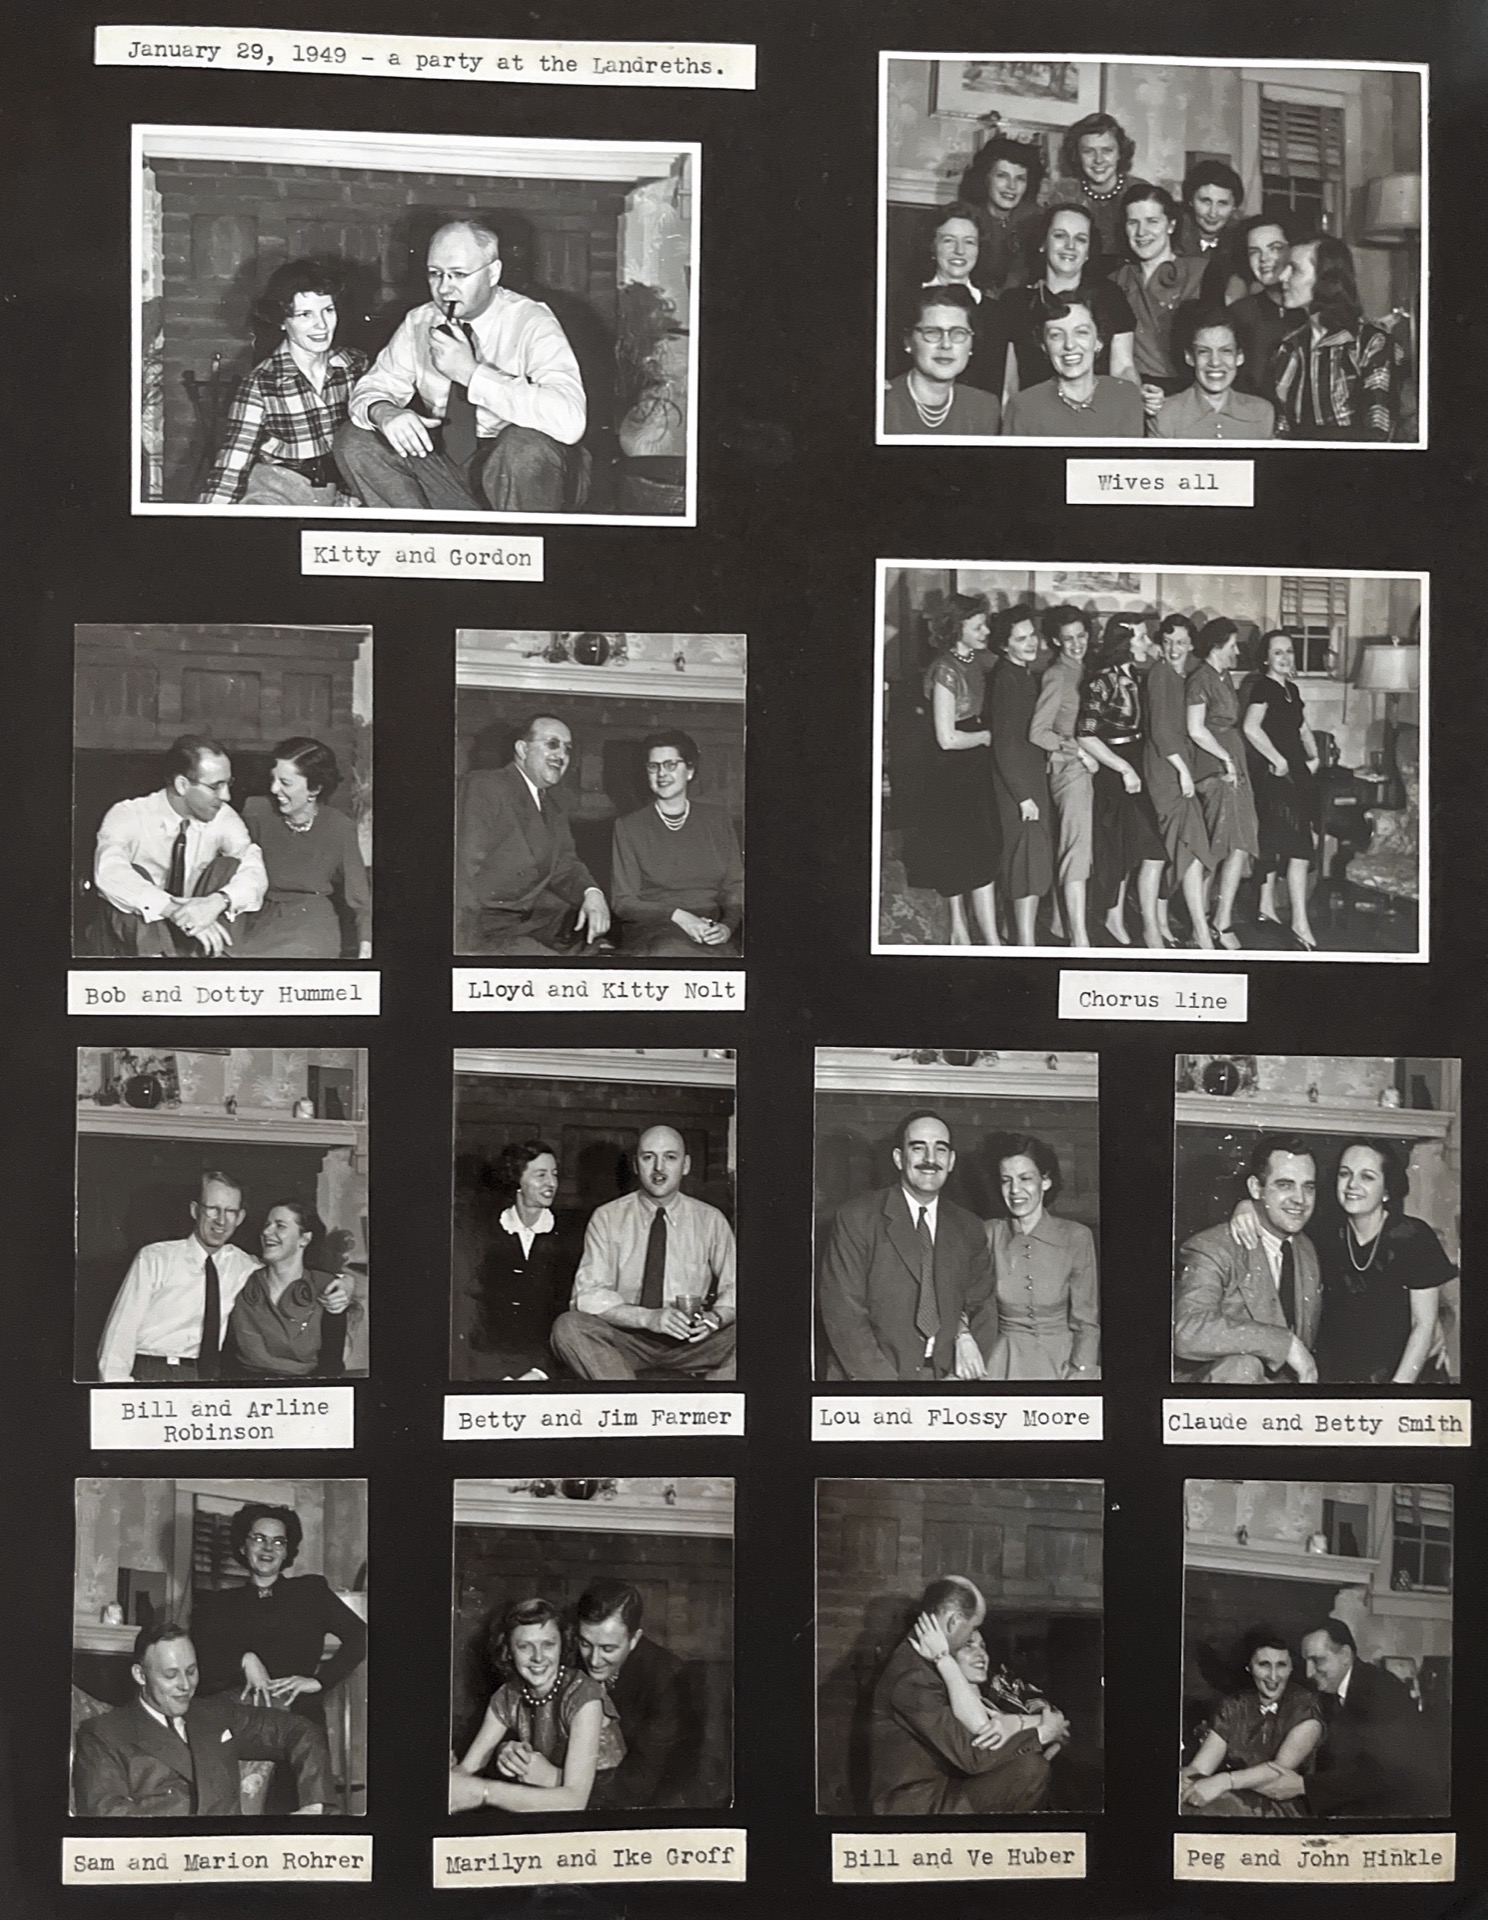 January 29, 1949 - a party at the Landreths.
Kitty and Gordon
Wives all
Bob and Dotty Hummel
Lloyd and Kitty Nolt
Chorus line
Bill and Arline
Robinson
Betty and Jim Farmer
Lou and Flossy Moore
Claude and Betty Smith
Sam and Marion Rohrer
Marilyn and Ike Groff
Bill and Ve Huber
Peg and John Hinkle